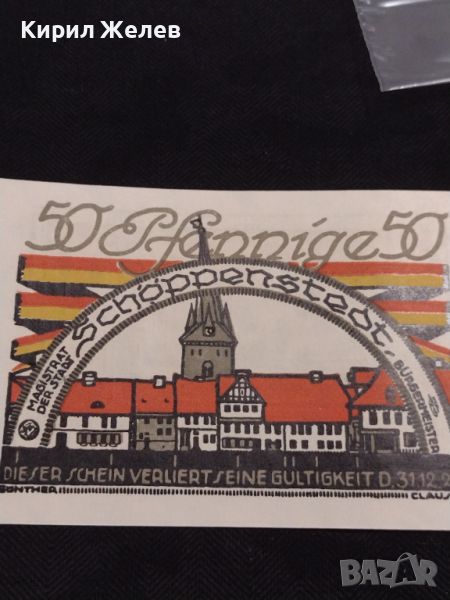 Кирил Желев
50 Pfennige 50
Schöppenstedt
MAGISTRAT
DER STADT
BÜRGERMEISTER
DIESER SCHEIN VERLIERT SEINE GÜLTIGKEIT D. 31.12.2
GÜNTHER CLAUS
BAZAR